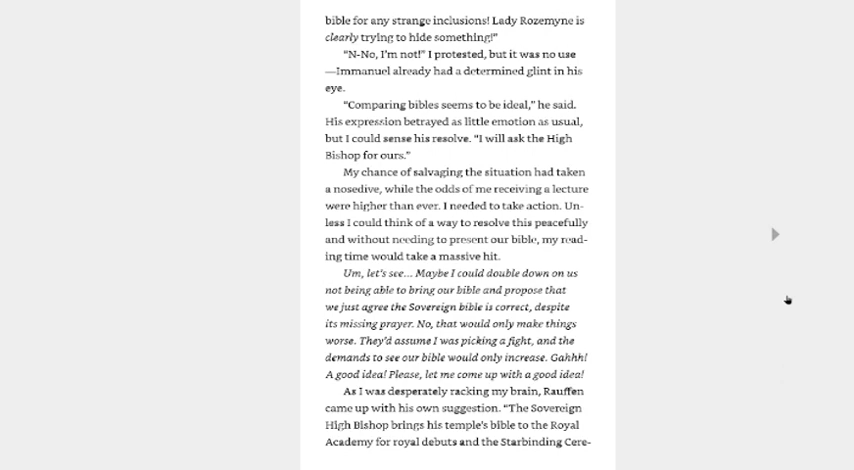 bible for any strange inclusions! Lady Rozemyne is
clearly trying to hide something!”
“N-No, I’m not!” I protested, but it was no use
—Immanuel already had a determined glint in his
eye.
“Comparing bibles seems to be ideal,” he said.
His expression betrayed as little emotion as usual,
but I could sense his resolve. “I will ask the High
Bishop for ours.”
My chance of salvaging the situation had taken
a nosedive, while the odds of me receiving a lecture
were higher than ever. I needed to take action. Un-
less I could think of a way to resolve this peacefully
and without needing to present our bible, my read-
ing time would take a massive hit.
Um, let’s see... Maybe I could double down on us
not being able to bring our bible and propose that
we just agree the Sovereign bible is correct, despite
its missing prayer. No, that would only make things
worse. They’d assume I was picking a fight, and the
demands to see our bible would only increase. Gahhh!
A good idea! Please, let me come up with a good idea!
As I was desperately racking my brain, Rauffen
came up with his own suggestion. “The Sovereign
High Bishop brings his temple’s bible to the Royal
Academy for royal debuts and the Starbinding Cere-